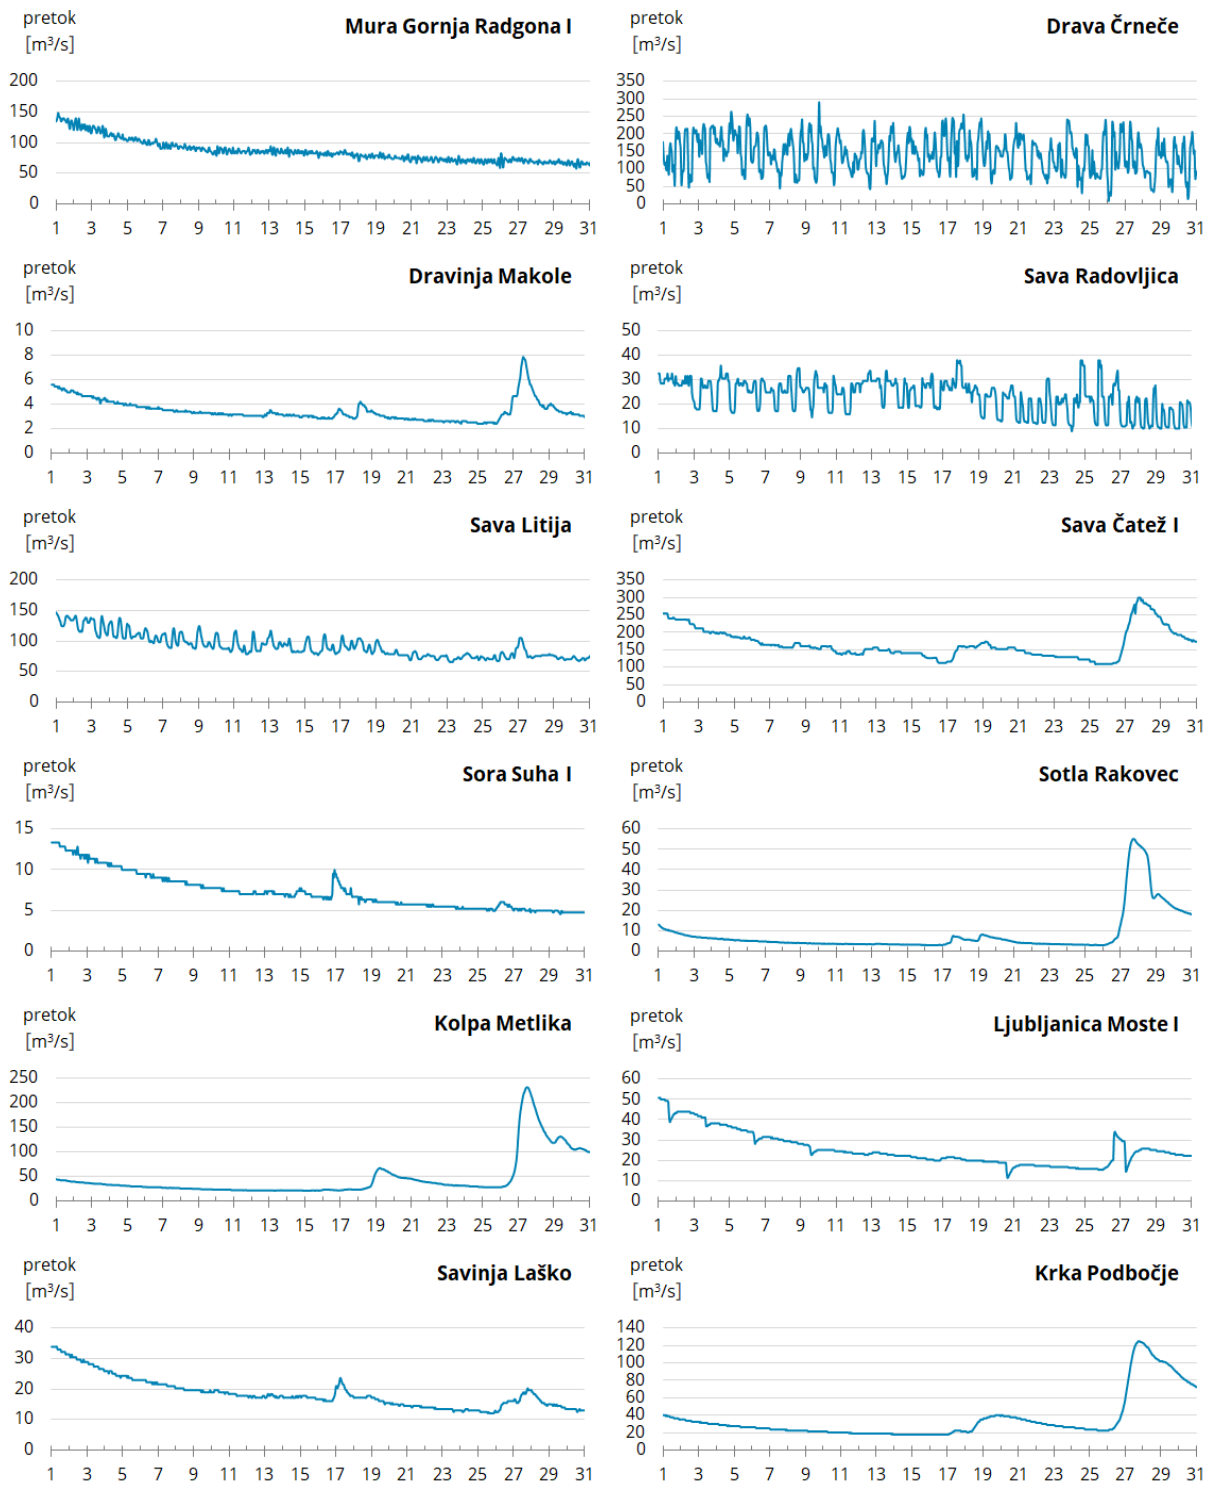 pretok
[m³/s]
Mura Gornja Radgona I
200
150
100
50
0
1 3 5 7 9 11 13 15 17 19 21 23 25 27 29 31
pretok
[m³/s]
Drava Črneče
350
300
250
200
150
100
50
0
1 3 5 7 9 11 13 15 17 19 21 23 25 27 29 31
pretok
[m³/s]
Dravinja Makole
10
8
6
4
2
0
1 3 5 7 9 11 13 15 17 19 21 23 25 27 29 31
pretok
[m³/s]
Sava Radovljica
50
40
30
20
10
0
1 3 5 7 9 11 13 15 17 19 21 23 25 27 29 31
pretok
[m³/s]
Sava Litija
200
150
100
50
0
1 3 5 7 9 11 13 15 17 19 21 23 25 27 29 31
pretok
[m³/s]
Sava Čatež I
350
300
250
200
150
100
50
0
1 3 5 7 9 11 13 15 17 19 21 23 25 27 29 31
pretok
[m³/s]
Sora Suha I
15
10
5
0
1 3 5 7 9 11 13 15 17 19 21 23 25 27 29 31
pretok
[m³/s]
Sotla Rakovec
60
50
40
30
20
10
0
1 3 5 7 9 11 13 15 17 19 21 23 25 27 29 31
pretok
[m³/s]
Kolpa Metlika
250
200
150
100
50
0
1 3 5 7 9 11 13 15 17 19 21 23 25 27 29 31
pretok
[m³/s]
Ljubljanica Moste I
60
50
40
30
20
10
0
1 3 5 7 9 11 13 15 17 19 21 23 25 27 29 31
pretok
[m³/s]
Savinja Laško
40
30
20
10
0
1 3 5 7 9 11 13 15 17 19 21 23 25 27 29 31
pretok
[m³/s]
Krka Podbočje
140
120
100
80
60
40
20
0
1 3 5 7 9 11 13 15 17 19 21 23 25 27 29 31